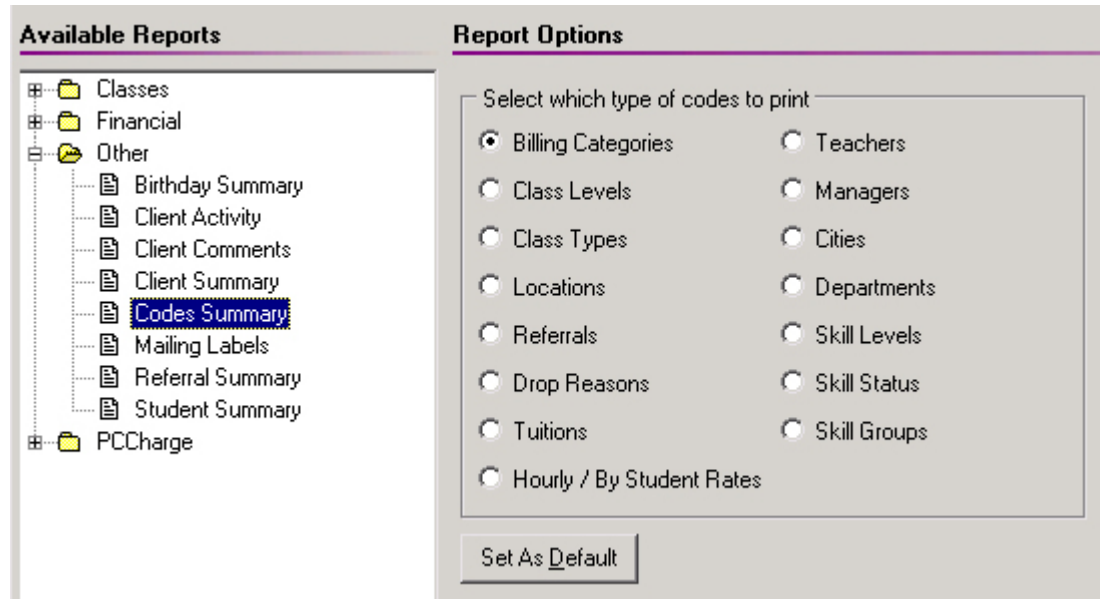 Available Reports
Classes
Financial
Other
Birthday Summary
Client Activity
Client Comments
Client Summary
Codes Summary
Mailing Labels
Referral Summary
Student Summary
PCCharge
Report Options
Select which type of codes to print
Billing Categories
Class Levels
Class Types
Locations
Referrals
Drop Reasons
Tuitions
Hourly / By Student Rates
Teachers
Managers
Cities
Departments
Skill Levels
Skill Status
Skill Groups
Set As Default